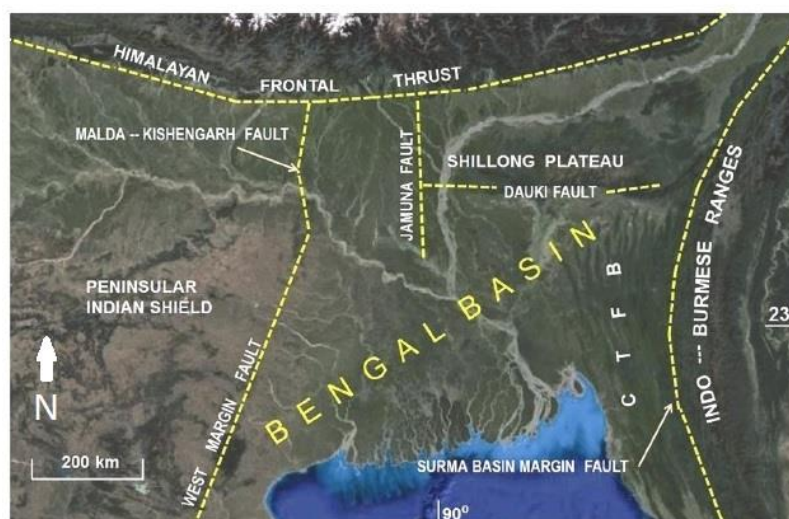 HIMALAYAN FRONTAL THRUST
MALDA -- KISHENGARH FAULT
JAMUNA FAULT
SHILLONG PLATEAU
DAUKI FAULT
INDO --- BURMESE RANGES
PENINSULAR
INDIAN SHIELD
BENGAL BASIN
C T F B
23
WEST MARGIN FAULT
N
200 km
SURMA BASIN MARGIN FAULT
90⁰